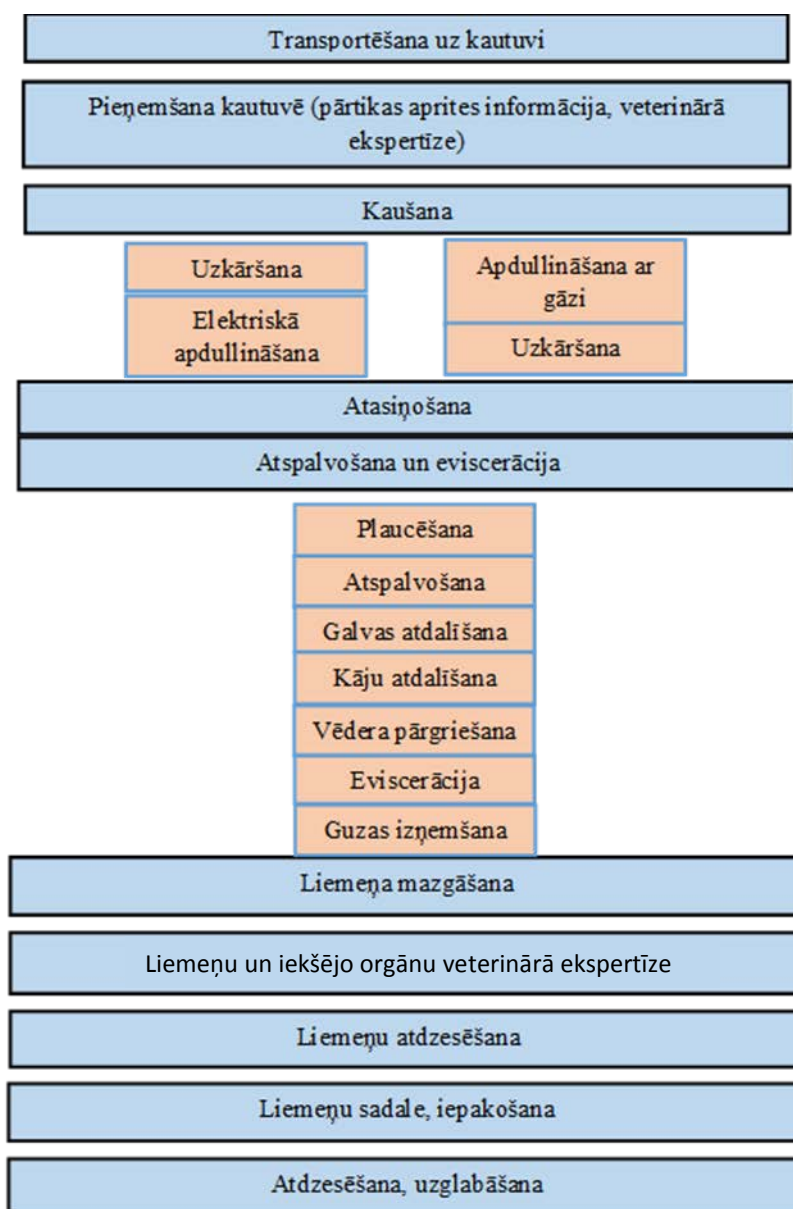 Transportēšana uz kautuvi
Pieņemšana kautuvē (pārtikas aprites informācija, veterinārā
ekspertīze)
Kaušana
Uzkāršana
Elektriskā
apdullināšana
Apdullināšana ar
gāzi
Uzkāršana
Atasiņošana
Atspalvošana un eviscerācija
Plaucēšana
Atspalvošana
Galvas atdalīšana
Kāju atdalīšana
Vēdera pārgriešana
Eviscerācija
Guzas izņemšana
Liemeņa mazgāšana
Liemeņu un iekšējo orgānu veterinārā ekspertīze
Liemeņu atdzesēšana
Liemeņu sadale, iepakošana
Atdzesēšana, uzglabāšana